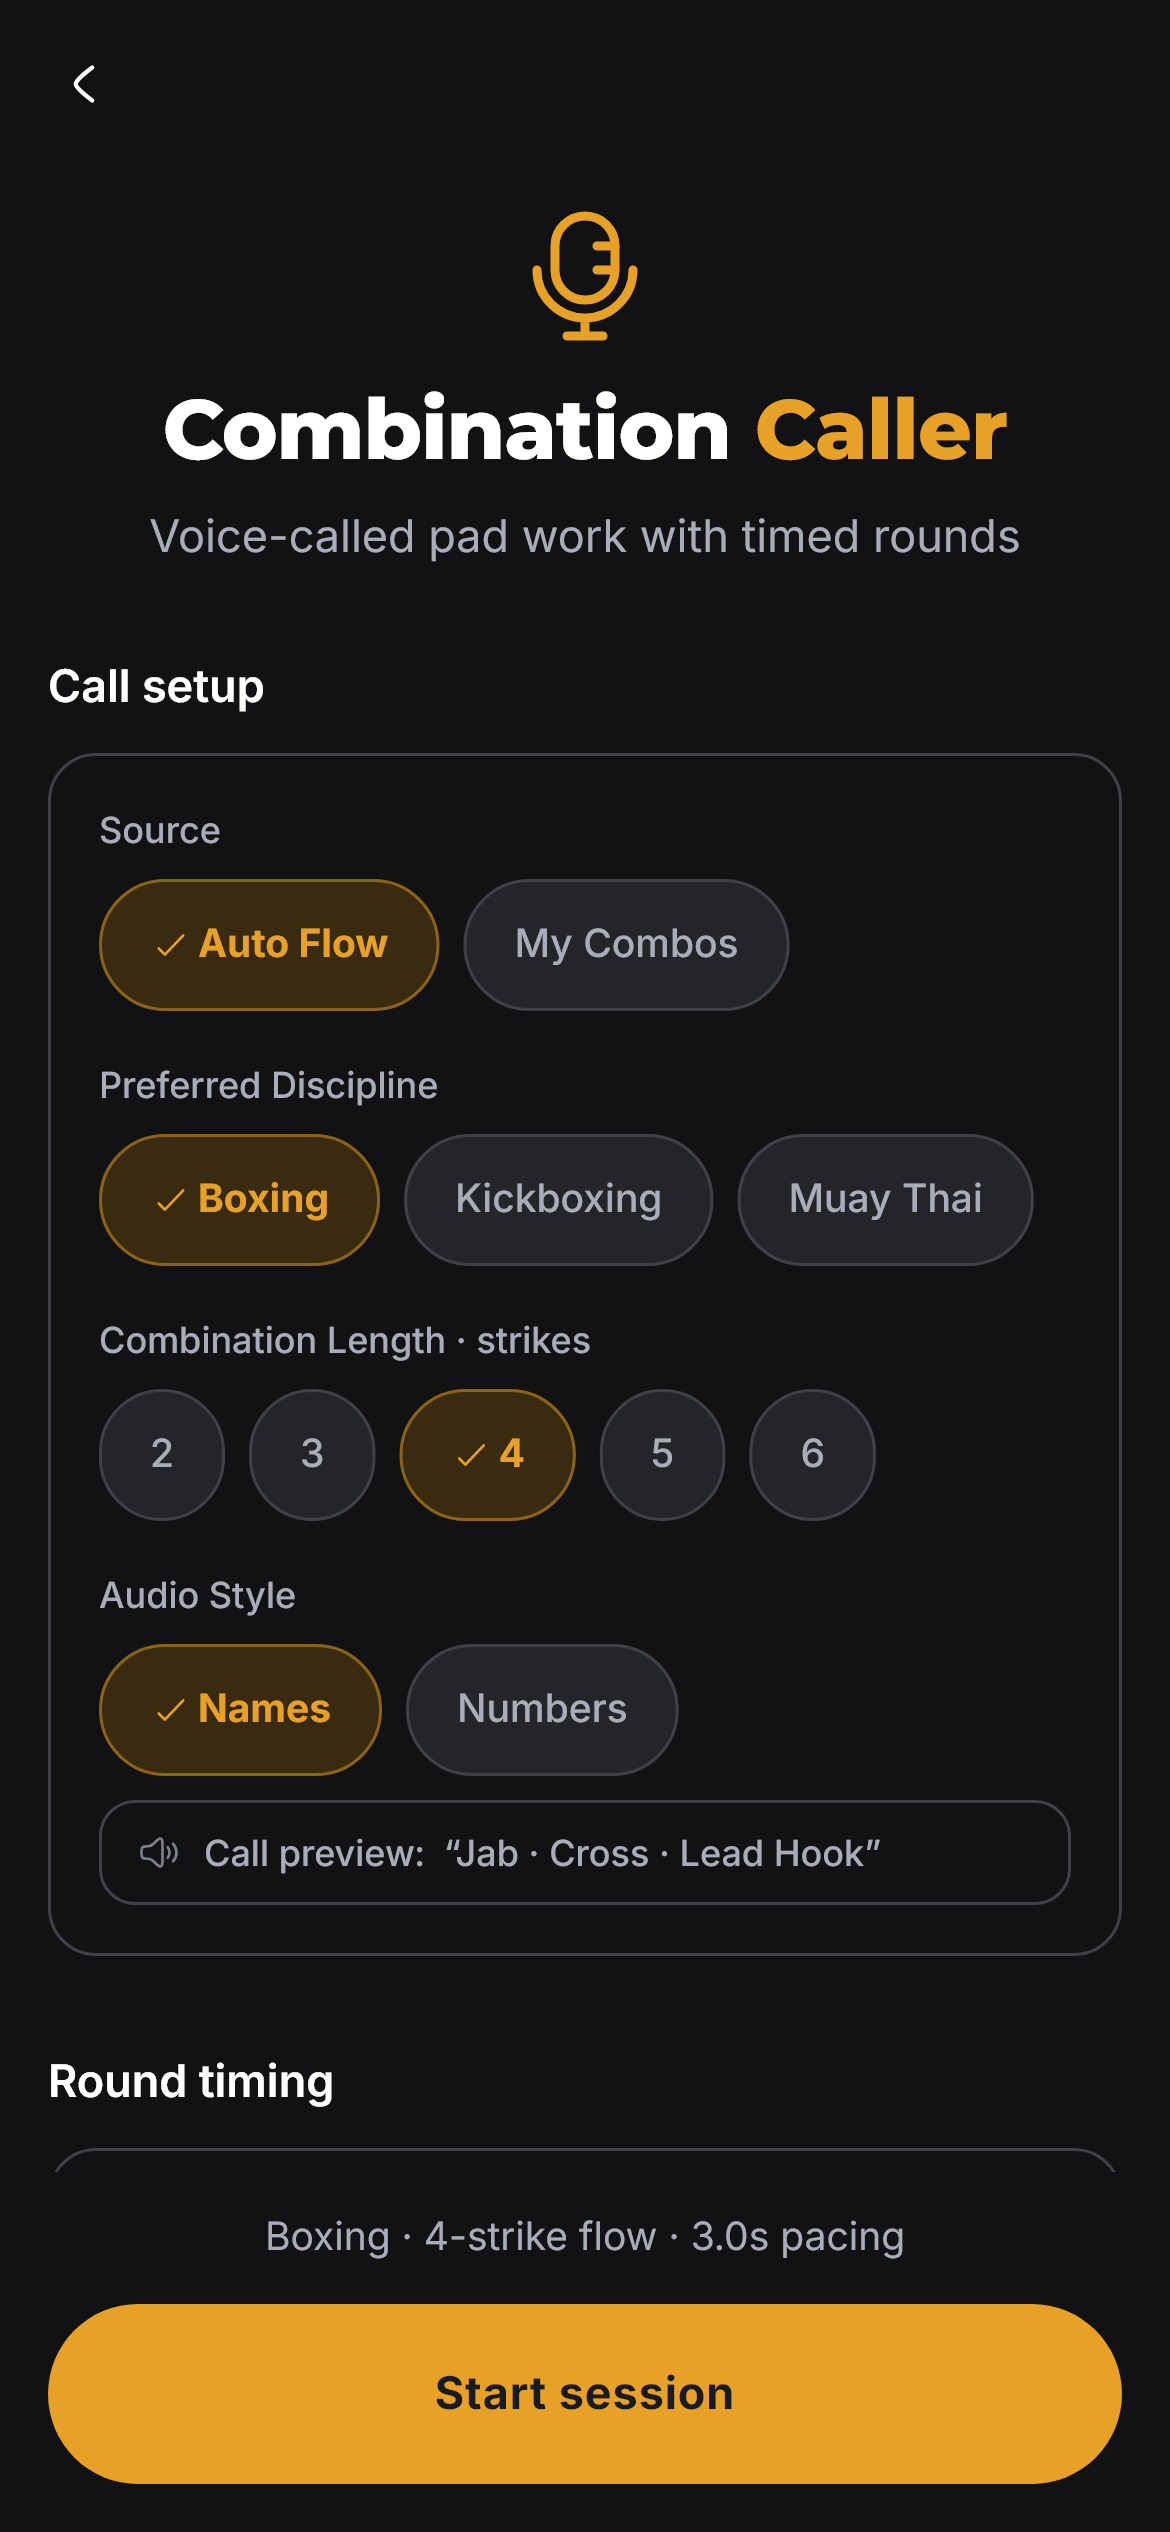 Combination Caller
Voice-called pad work with timed rounds
Call setup
Source
Auto Flow My Combos
Preferred Discipline
Boxing Kickboxing Muay Thai
Combination Length · strikes
2 3 4 5 6
Audio Style
Names Numbers
Call preview: “Jab · Cross · Lead Hook”
Round timing
Boxing · 4-strike flow · 3.0s pacing
Start session